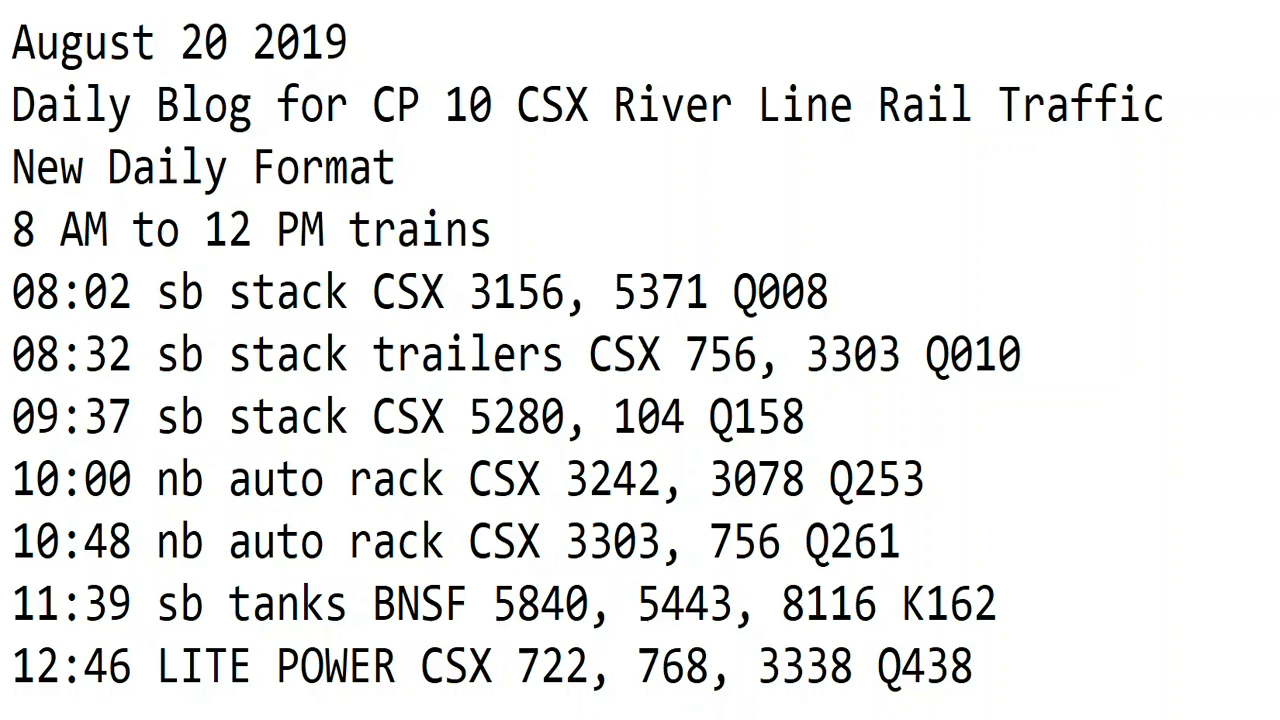 August 20 2019
Daily Blog for CP 10 CSX River Line Rail Traffic
New Daily Format
8 AM to 12 PM trains
08:02 sb stack CSX 3156, 5371 Q008
08:32 sb stack trailers CSX 756, 3303 Q010
09:37 sb stack CSX 5280, 104 Q158
10:00 nb auto rack CSX 3242, 3078 Q253
10:48 nb auto rack CSX 3303, 756 Q261
11:39 sb tanks BNSF 5840, 5443, 8116 K162
12:46 LITE POWER CSX 722, 768, 3338 Q438